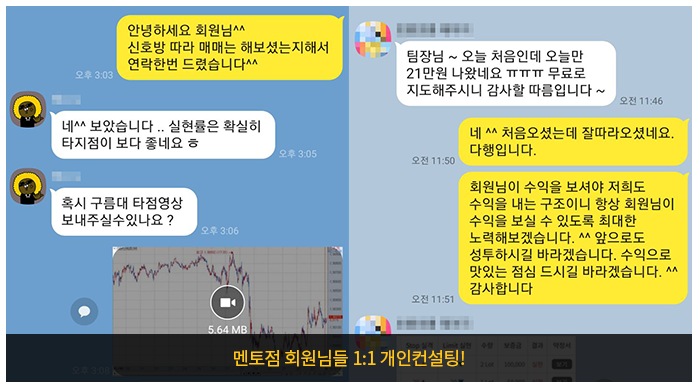 안녕하세요 회원님^^
신호방 따라 매매는 해보셨는지해서
연락한번 드렸습니다^^
오후 3:03
네^^ 보았습니다 .. 실현률은 확실히
타지점이 보다 좋네요 ㅎ
오후 3:05
혹시 구름대 타점영상
보내주실수있나요 ?
오후 3:06
5.64 MB
팀장님 ~ 오늘 처음인데 오늘만
21만원 나왔네요 ㅠㅠㅠ 무료로
지도해주시니 감사할 따름입니다 ~
오전 11:46
네 ^^ 처음오셨는데 잘따라오셨네요.
다행입니다.
오전 11:50
회원님이 수익을 보셔야 저희도
수익을 내는 구조이니 항상 회원님이
수익을 보실 수 있도록 최대한
노력해보겠습니다. ^^ 앞으로도
성투하시길 바라겠습니다. 수익으로
맛있는 점심 드시길 바라겠습니다. ^^
감사합니다
오전 11:51
멘토점 회원님들 1:1 개인컨설팅!